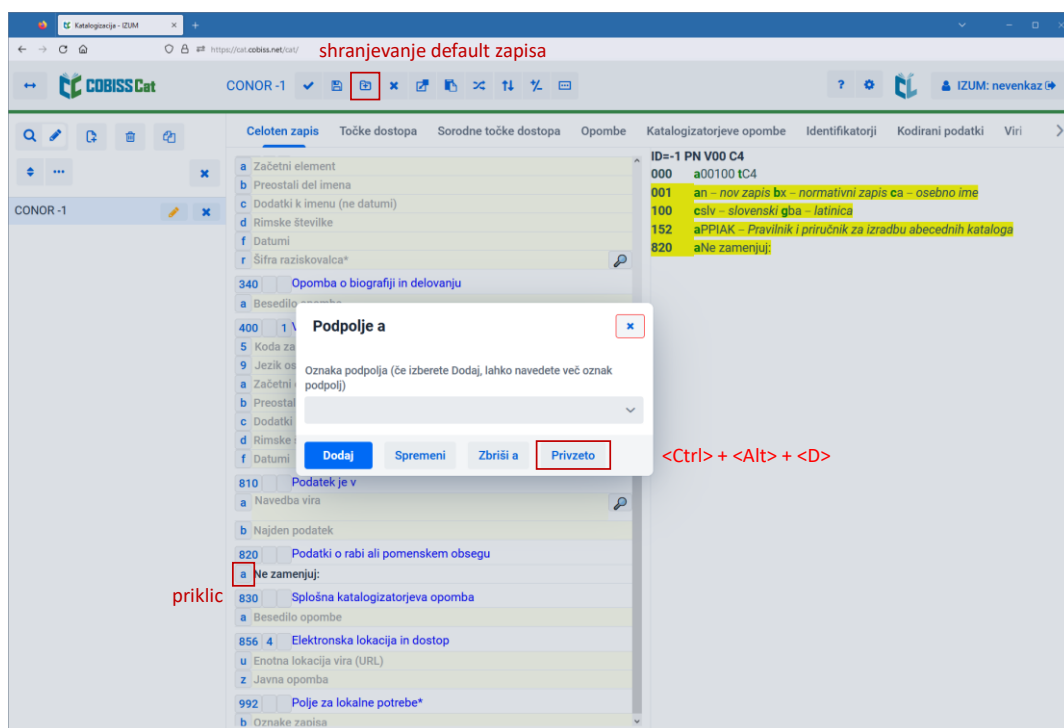 Katalogizacija - IZUM
https://cat.cobiss.net/cat/
shranjevanje default zapisa
COBISS Cat
CONOR -1
IZUM: nevenkaz
Celoten zapis Točke dostopa Sorodne točke dostopa Opombe Katalogizatorjeve opombe Identifikatorji Kodirani podatki Viri
CONOR -1
a Začetni element
b Preostali del imena
c Dodatki k imenu (ne datumi)
d Rimske številke
f Datumi
r Šifra raziskovalca*
340 Opomba o biografiji in delovanju
a Besedilo
400 1
5 Koda za
9 Jezik
a Začetni
b
c Dodatki
d Rimske
f Datumi
810 Podatek je v
a Navedba vira
b Najden podatek
820 Podatki o rabi ali pomenskem obsegu
a Ne zamenjuj:
priklic
830 Splošna katalogizatorjeva opomba
a Besedilo opombe
856 4 Elektronska lokacija in dostop
u Enotna lokacija vira (URL)
z Javna opomba
992 Polje za lokalne potrebe*
b Oznake zapisa
ID=-1 PN V00 C4
000 a00100 tC4
001 an – nov zapis bx – normativni zapis ca – osebno ime
100 cslv – slovenski gba – latinica
152 aPPIAK – Pravilnik i priručnik za izradbu abecednih kataloga
820 aNe zamenjuj:
Podpolje a
Oznaka podpolja (če izberete Dodaj, lahko navedete več oznak
podpolj)
Dodaj Spremeni Zbriši a Privzeto
<Ctrl> + <Alt> + <D>